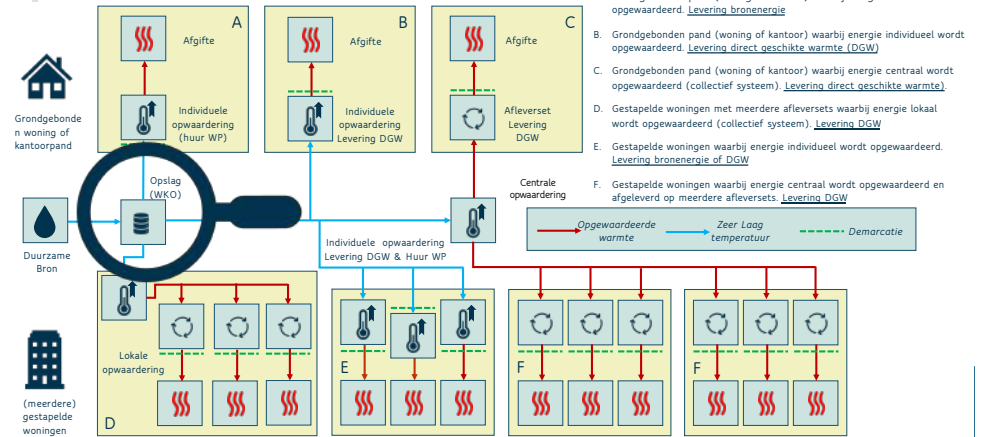 opgewaardeerd. Levering bronenergie
B. Grondgebonden pand (woning of kantoor) waarbij energie individueel wordt
opgewaardeerd. Levering direct geschikte warmte (DGW)
C. Grondgebonden pand (woning of kantoor) waarbij energie centraal wordt
opgewaardeerd (collectief systeem). Levering direct geschikte warmte).
D. Gestapelde woningen met meerdere afleversets waarbij energie lokaal
wordt opgewaardeerd (collectief systeem). Levering DGW
E. Gestapelde woningen waarbij energie individueel wordt opgewaardeerd.
Levering bronenergie of DGW
F. Gestapelde woningen waarbij energie centraal wordt opgewaardeerd en
afgeleverd op meerdere afleversets. Levering DGW
A
Afgifte
Individuele
opwaardering
(huur WP)
B
Afgifte
Individuele
opwaardering
Levering DGW
C
Afgifte
Afleverset
Levering
DGW
Grondgebonde
n woning of
kantoorpand
Opslag
(WKO)
Duurzame
Bron
Centrale
opwaardering
Individuele opwaardering
Levering DGW & Huur WP
Opgewaardeerde
warmte
Zeer Laag
temperatuur
Demarcatie
Lokale
opwaardering
D
E
F
F
(meerdere)
gestapelde
woningen